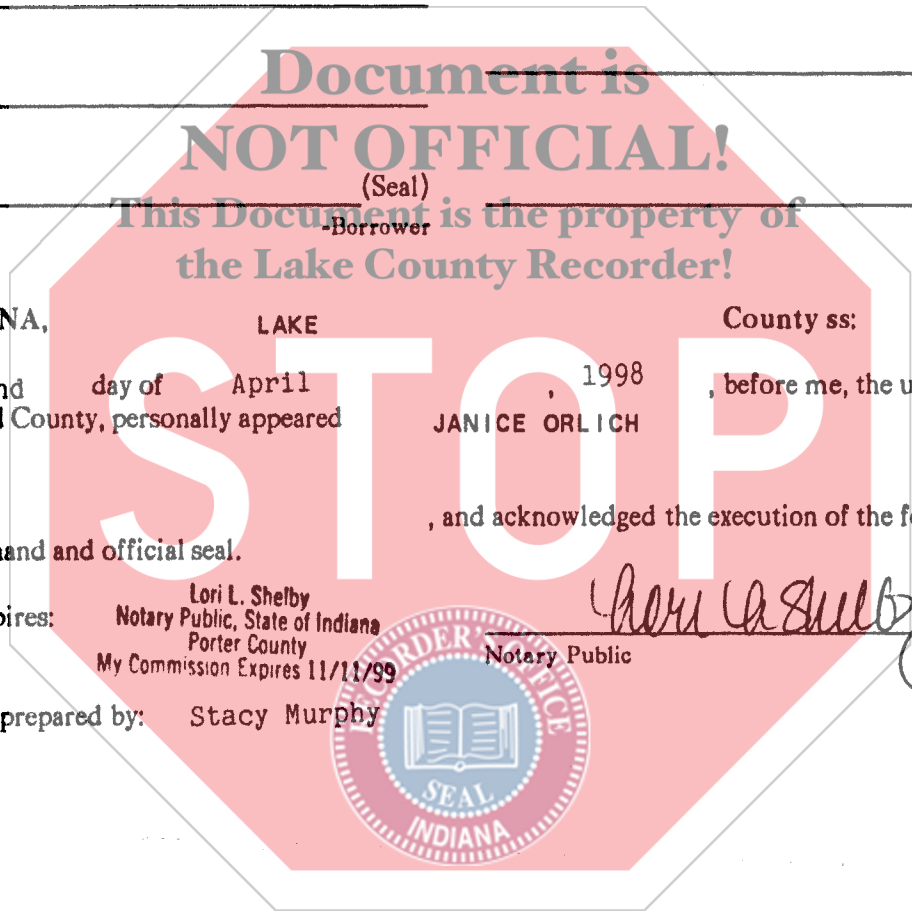 Document is
NOT OFFICIAL!
(Seal)
This Document is the property of
-Borrower
the Lake County Recorder!
NA, LAKE County ss:
nd day of April , 1998 , before me, the u
County, personally appeared JANICE ORLICH
STOP
, and acknowledged the execution of the f
and and official seal.
Lori L. Shelby
pires: Notary Public, State of Indiana
Porter County
My Commission Expires 11/11/99
Notary Public
prepared by: Stacy Murphy
RECORDER'S OFFICE
SEAL
INDIANA